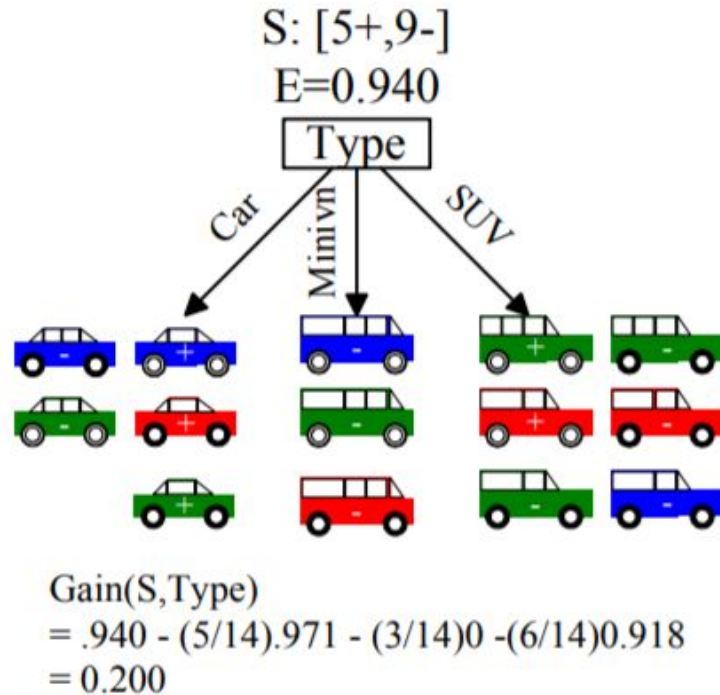 S: [5+,9-]
E=0.940
Type
Car
Minivn
SUV
- + - + -
- + - + -
+ - - -
Gain(S,Type)
= .940 - (5/14).971 - (3/14)0 -(6/14)0.918
= 0.200